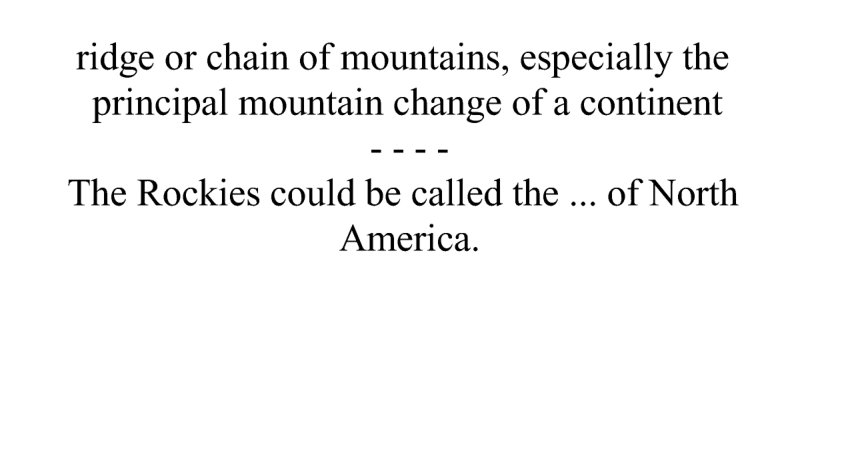 ridge or chain of mountains, especially the
principal mountain change of a continent
- - - -
The Rockies could be called the ... of North
America.